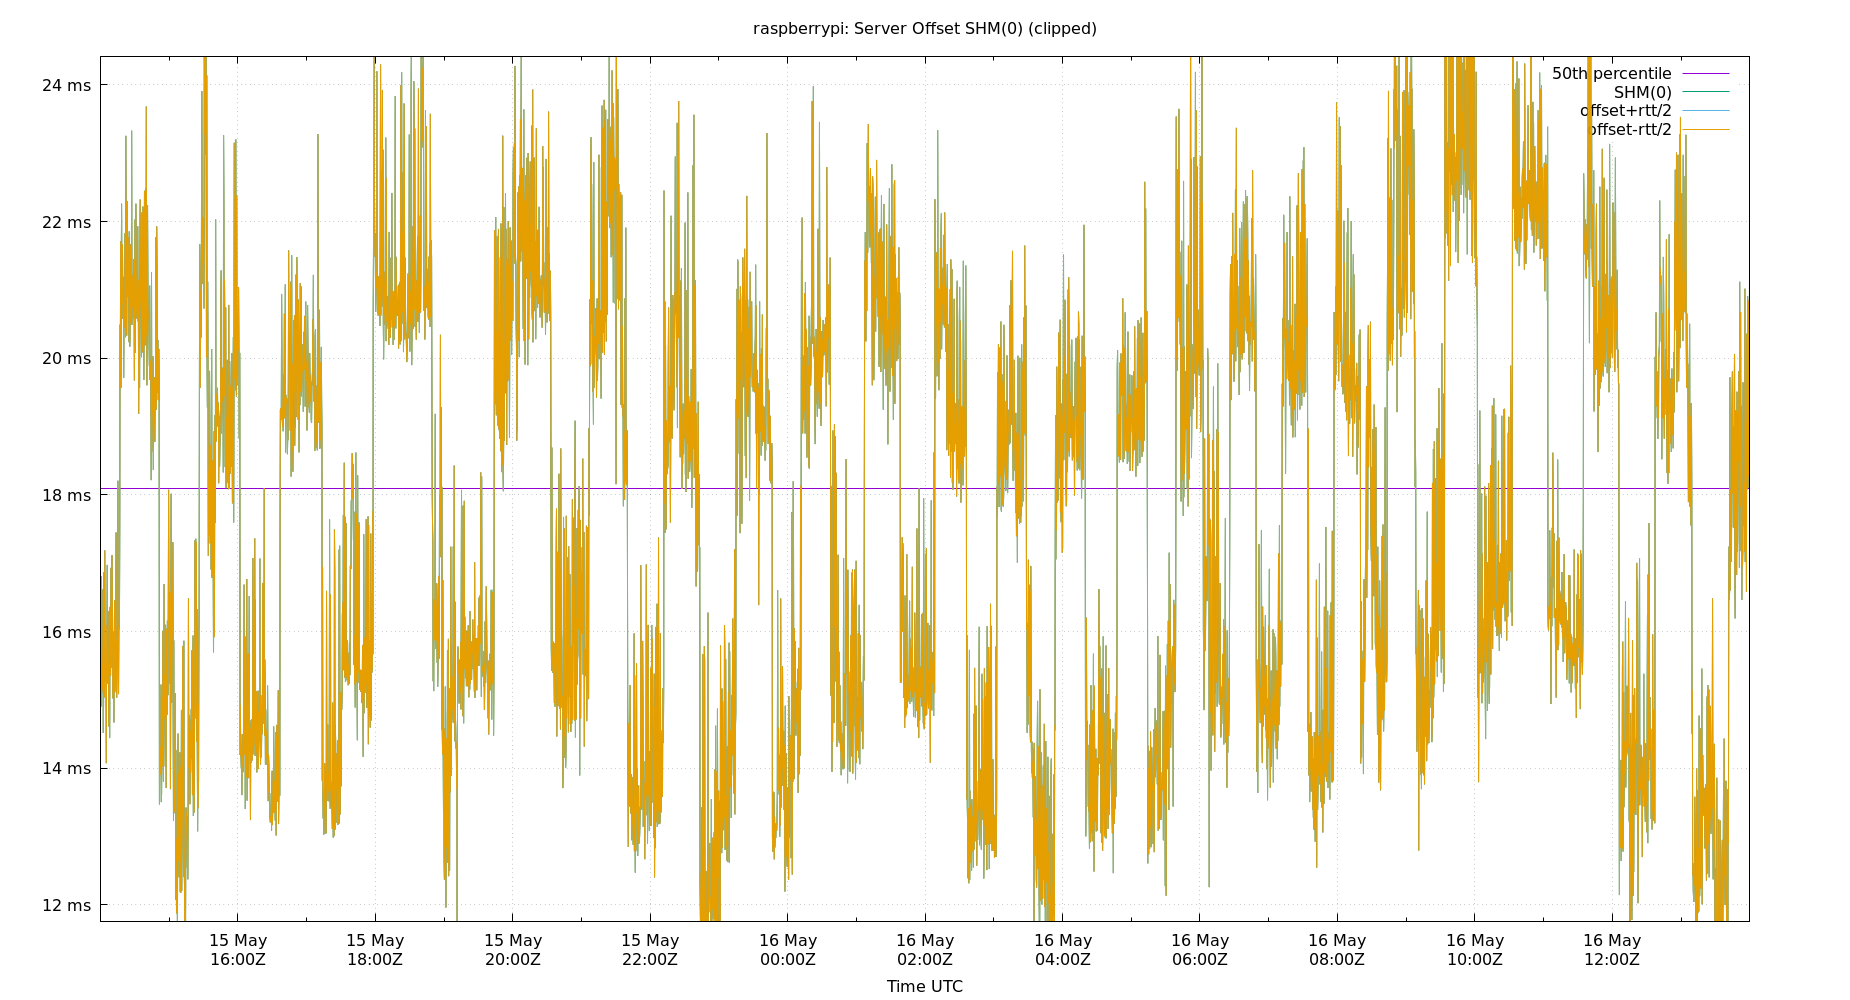 raspberrypi: Server Offset SHM(0) (clipped)
24 ms
22 ms
20 ms
18 ms
16 ms
14 ms
12 ms
50th percentile
SHM(0)
offset+rtt/2
offset-rtt/2
15 May
16:00Z
15 May
18:00Z
15 May
20:00Z
15 May
22:00Z
16 May
00:00Z
16 May
02:00Z
16 May
04:00Z
16 May
06:00Z
16 May
08:00Z
16 May
10:00Z
16 May
12:00Z
Time UTC